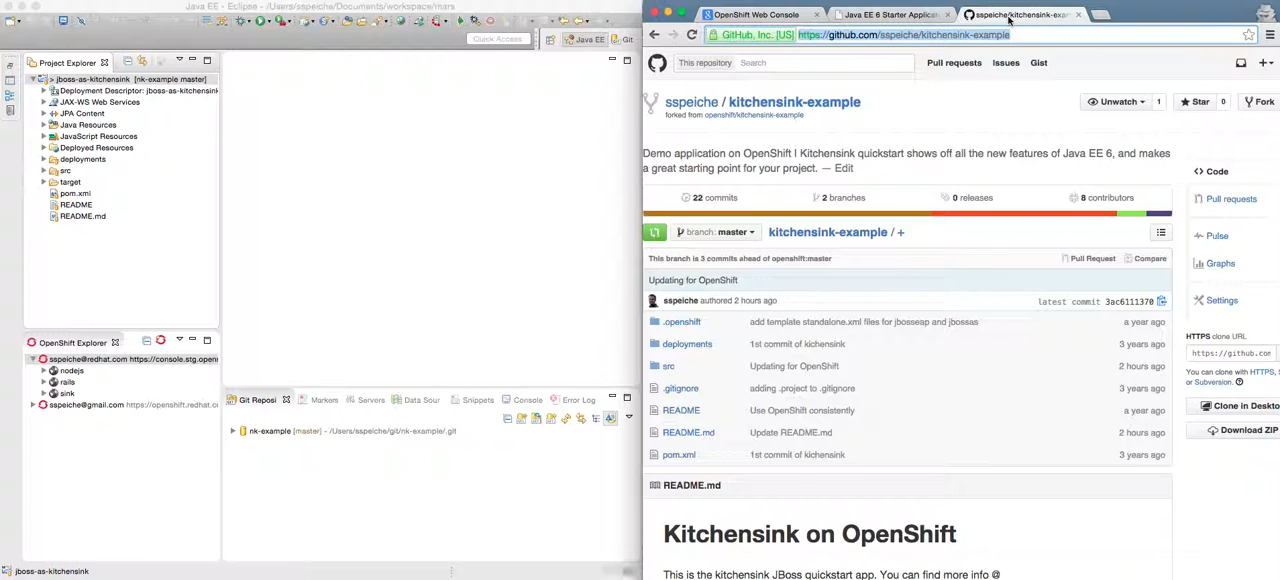 Java EE - Eclipse - /Users/sspeiche/Documents/workspace/mars
Quick Access
Java EE
Git
Project Explorer
> jboss-as-kitchensink [nk-example master]
Deployment Descriptor: jboss-as-kitchensink
JAX-WS Web Services
JPA Content
Java Resources
JavaScript Resources
Deployed Resources
deployments
src
target
pom.xml
README
README.md
OpenShift Explorer
sspeiche@redhat.com https://console.stg.opens
nodejs
rails
sink
sspeiche@gmail.com https://openshift.redhat.c
Git Reposi
Markers
Servers
Data Sour
Snippets
Console
Error Log
nk-example [master] - /Users/sspeiche/git/nk-example/.git
jboss-as-kitchensink
OpenShift Web Console
Java EE 6 Starter Applicati
sspeiche/kitchensink-exam
GitHub, Inc. [US] https://github.com/sspeiche/kitchensink-example
This repository Search
Pull requests Issues Gist
sspeiche / kitchensink-example
forked from openshift/kitchensink-example
Unwatch 1
Star 0
Fork
Demo application on OpenShift | Kitchensink quickstart shows off all the new features of Java EE 6, and makes
a great starting point for your project. — Edit
22 commits 2 branches 0 releases 8 contributors
branch: master kitchensink-example / +
This branch is 3 commits ahead of openshift:master Pull Request Compare
Updating for OpenShift
sspeiche authored 2 hours ago latest commit 3ac6111370
.openshift add template standalone.xml files for jbosseap and jbossas a year ago
deployments 1st commit of kichensink 3 years ago
src Updating for OpenShift 2 hours ago
.gitignore adding .project to .gitignore 3 years ago
README Use OpenShift consistently a year ago
README.md Update README.md 2 hours ago
pom.xml 1st commit of kichensink 3 years ago
README.md
Kitchensink on OpenShift
This is the kitchensink JBoss quickstart app. You can find more info @
Code
Pull requests
Pulse
Graphs
Settings
HTTPS clone URL
https://github.com
You can clone with HTTPS, S
or Subversion.
Clone in Deskto
Download ZIP